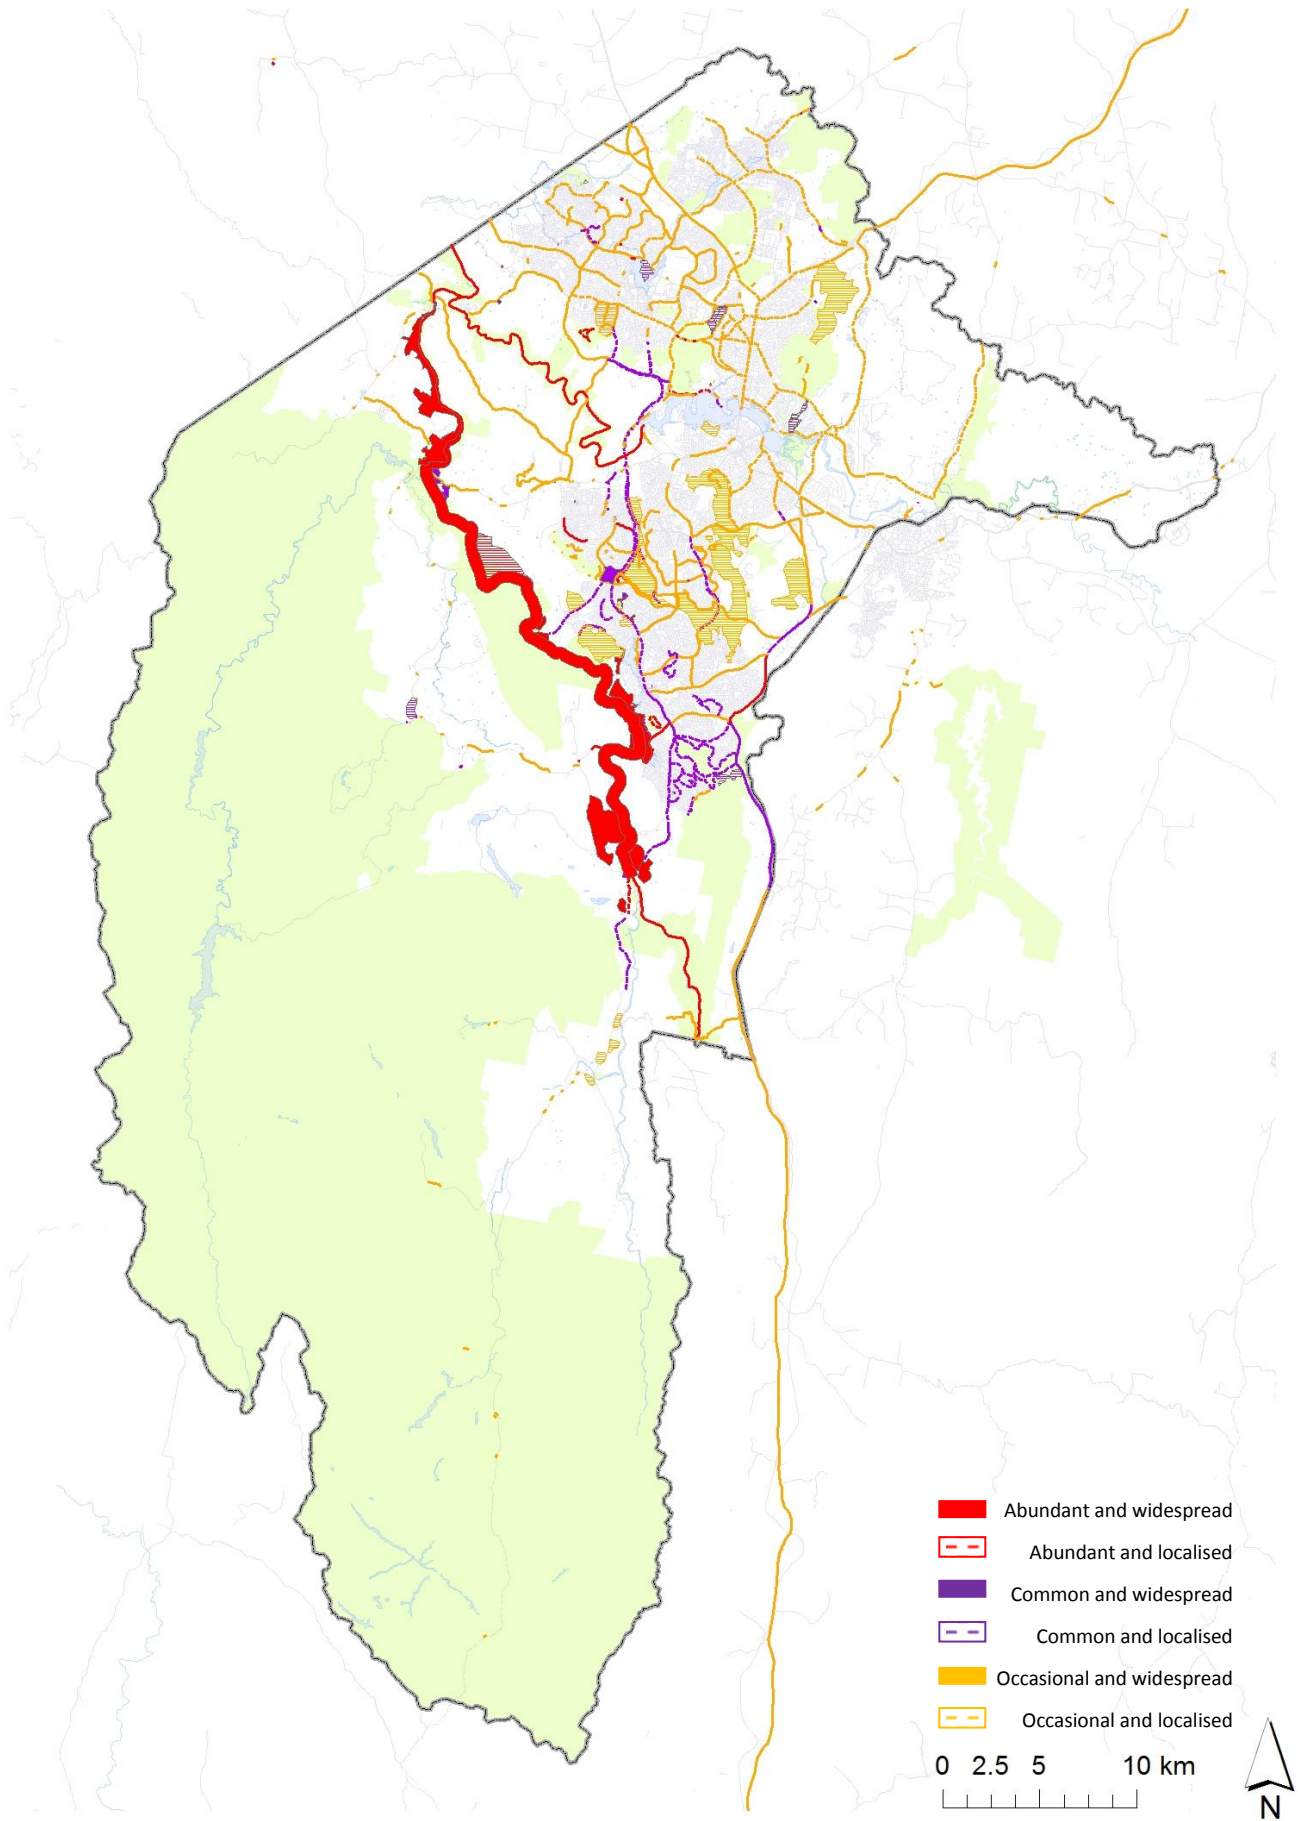 Abundant and widespread
Abundant and localised
Common and widespread
Common and localised
Occasional and widespread
Occasional and localised
0 2.5 5 10 km
N